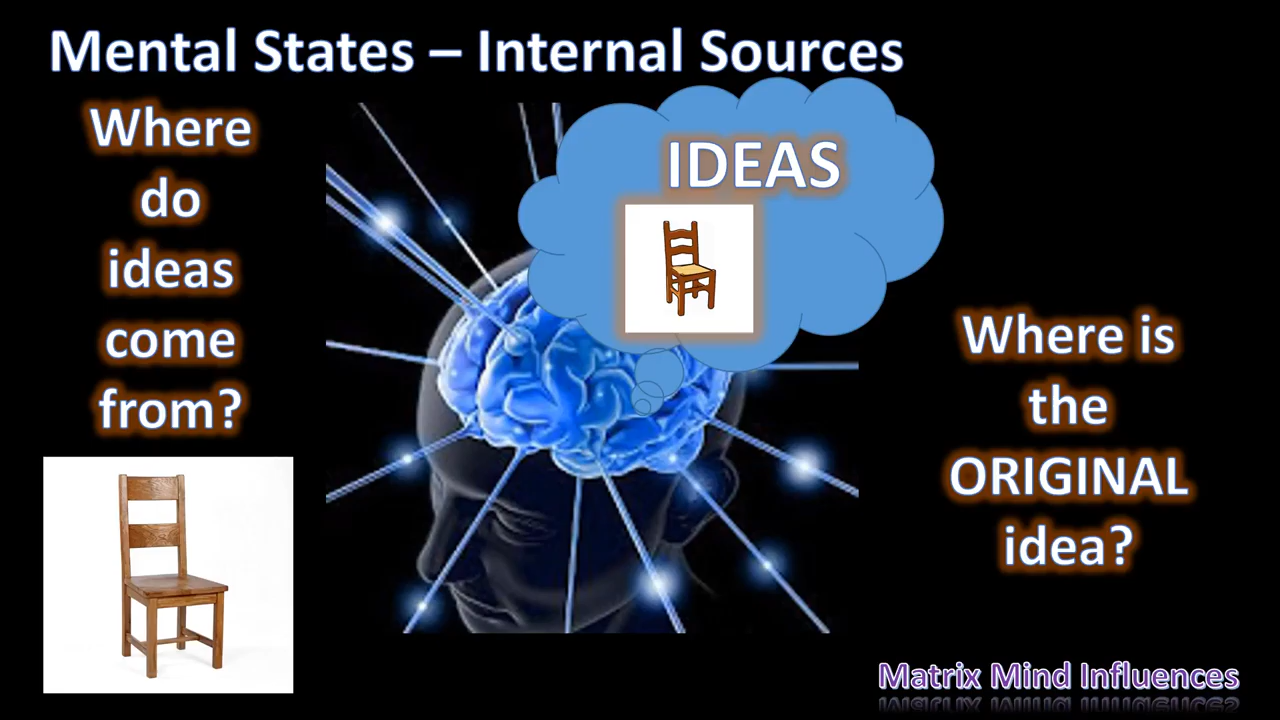 Mental States – Internal Sources
Where
do
ideas
come
from?
IDEAS
Where is
the
ORIGINAL
idea?
Matrix Mind Influences